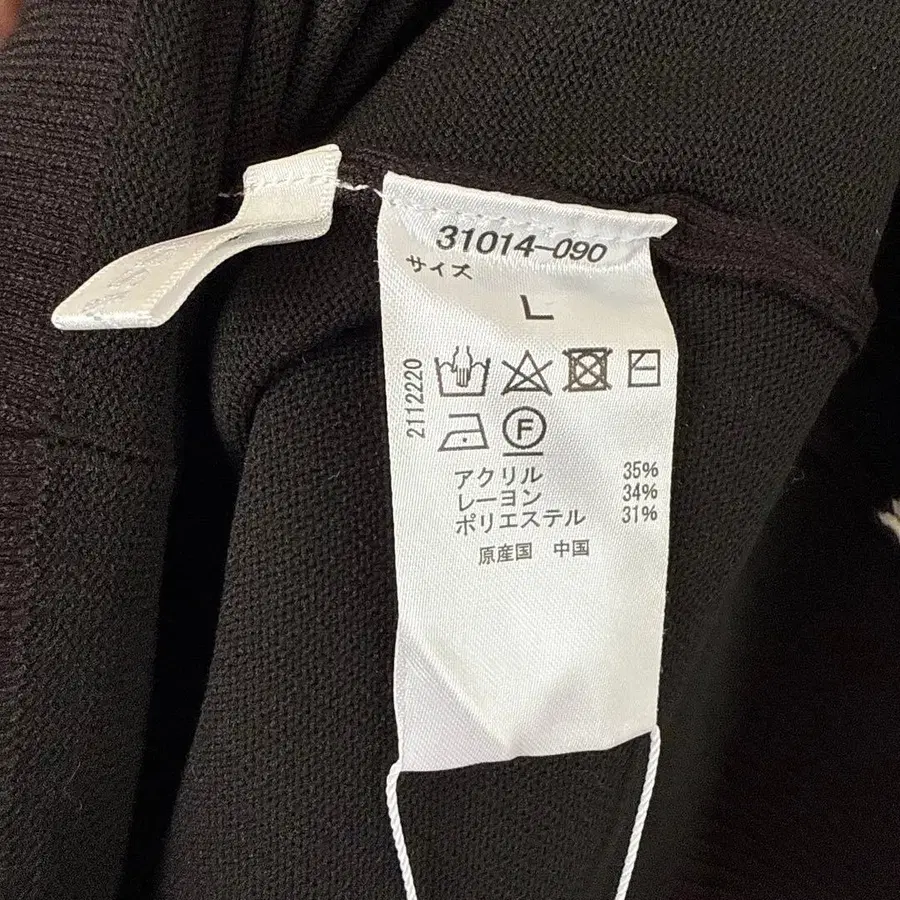 31014-090
サイズ
L
2112220
F
アクリル 35%
レーヨン 34%
ポリエステル 31%
原産国 中国